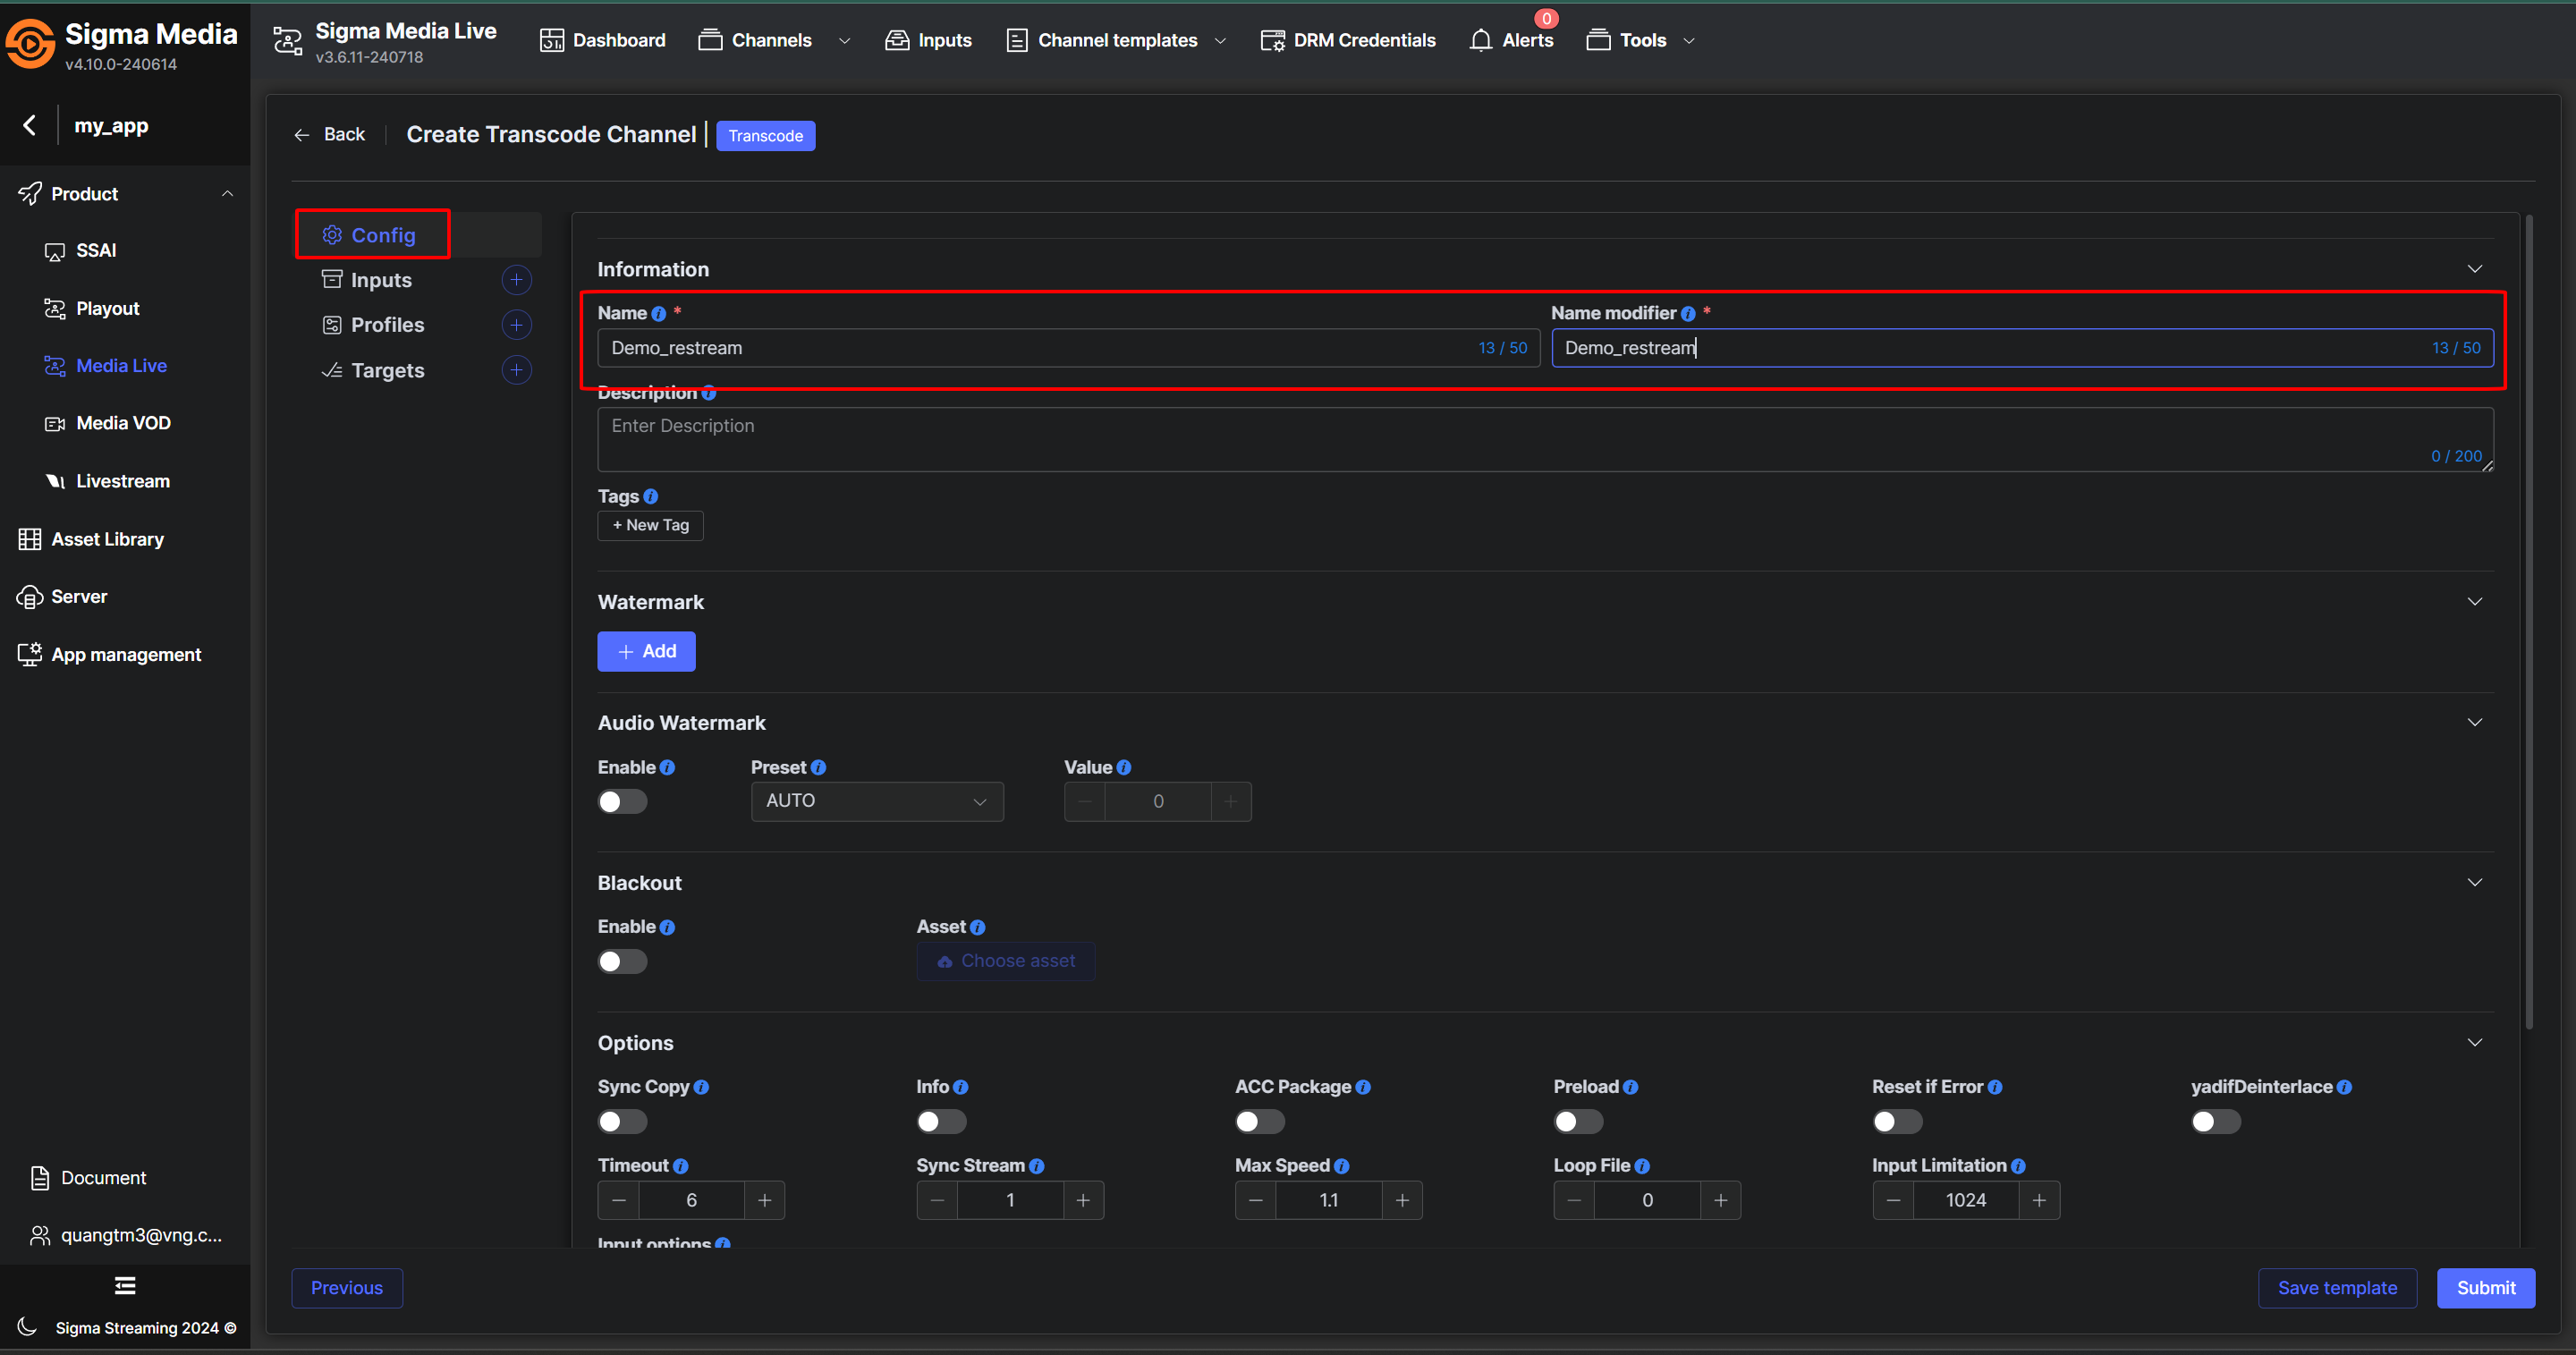 Sigma Media
v4.10.0-240614
my_app
Product
SSAI
Playout
Media Live
Media VOD
Livestream
Asset Library
Server
App management
Document
quangtm3@vng.c...
Sigma Streaming 2024 ©
Sigma Media Live
v3.6.11-240718
Dashboard
Channels
Inputs
Channel templates
DRM Credentials
0
Alerts
Tools
Back
Create Transcode Channel |
Transcode
Config
Inputs
Profiles
Targets
Information
Name *
Demo_restream
13 / 50
Name modifier *
Demo_restream
13 / 50
Description
Enter Description
0 / 200
Tags
+ New Tag
Watermark
+ Add
Audio Watermark
Enable
Preset
AUTO
Value
0
Blackout
Enable
Asset
Choose asset
Options
Sync Copy
Info
ACC Package
Preload
Reset if Error
yadifDeinterlace
Timeout
6
Sync Stream
1
Max Speed
1.1
Loop File
0
Input Limitation
1024
Input options
Previous
Save template
Submit